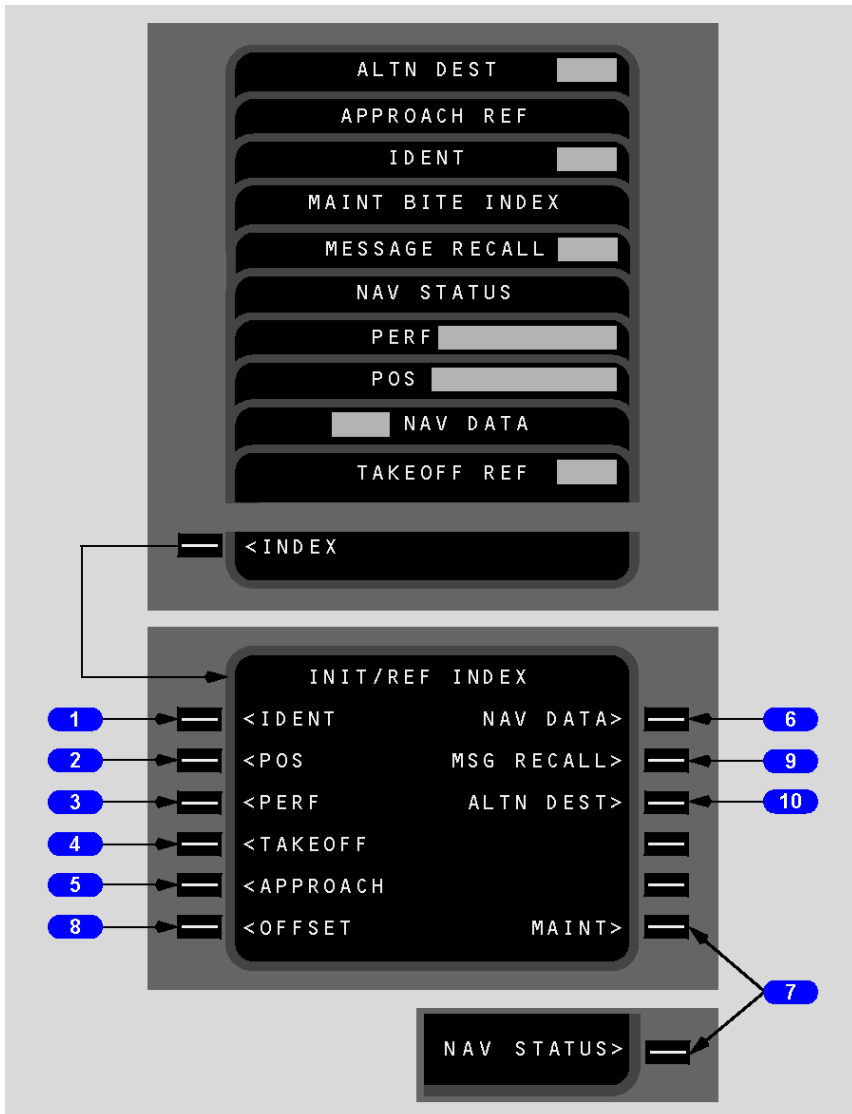 ALTN DEST
APPROACH REF
IDENT
MAINT BITE INDEX
MESSAGE RECALL
NAV STATUS
PERF
POS
NAV DATA
TAKEOFF REF
<INDEX
INIT/REF INDEX
1 <IDENT NAV DATA> 6
2 <POS MSG RECALL> 9
3 <PERF ALTN DEST> 10
4 <TAKEOFF
5 <APPROACH
8 <OFFSET MAINT>
7
NAV STATUS>